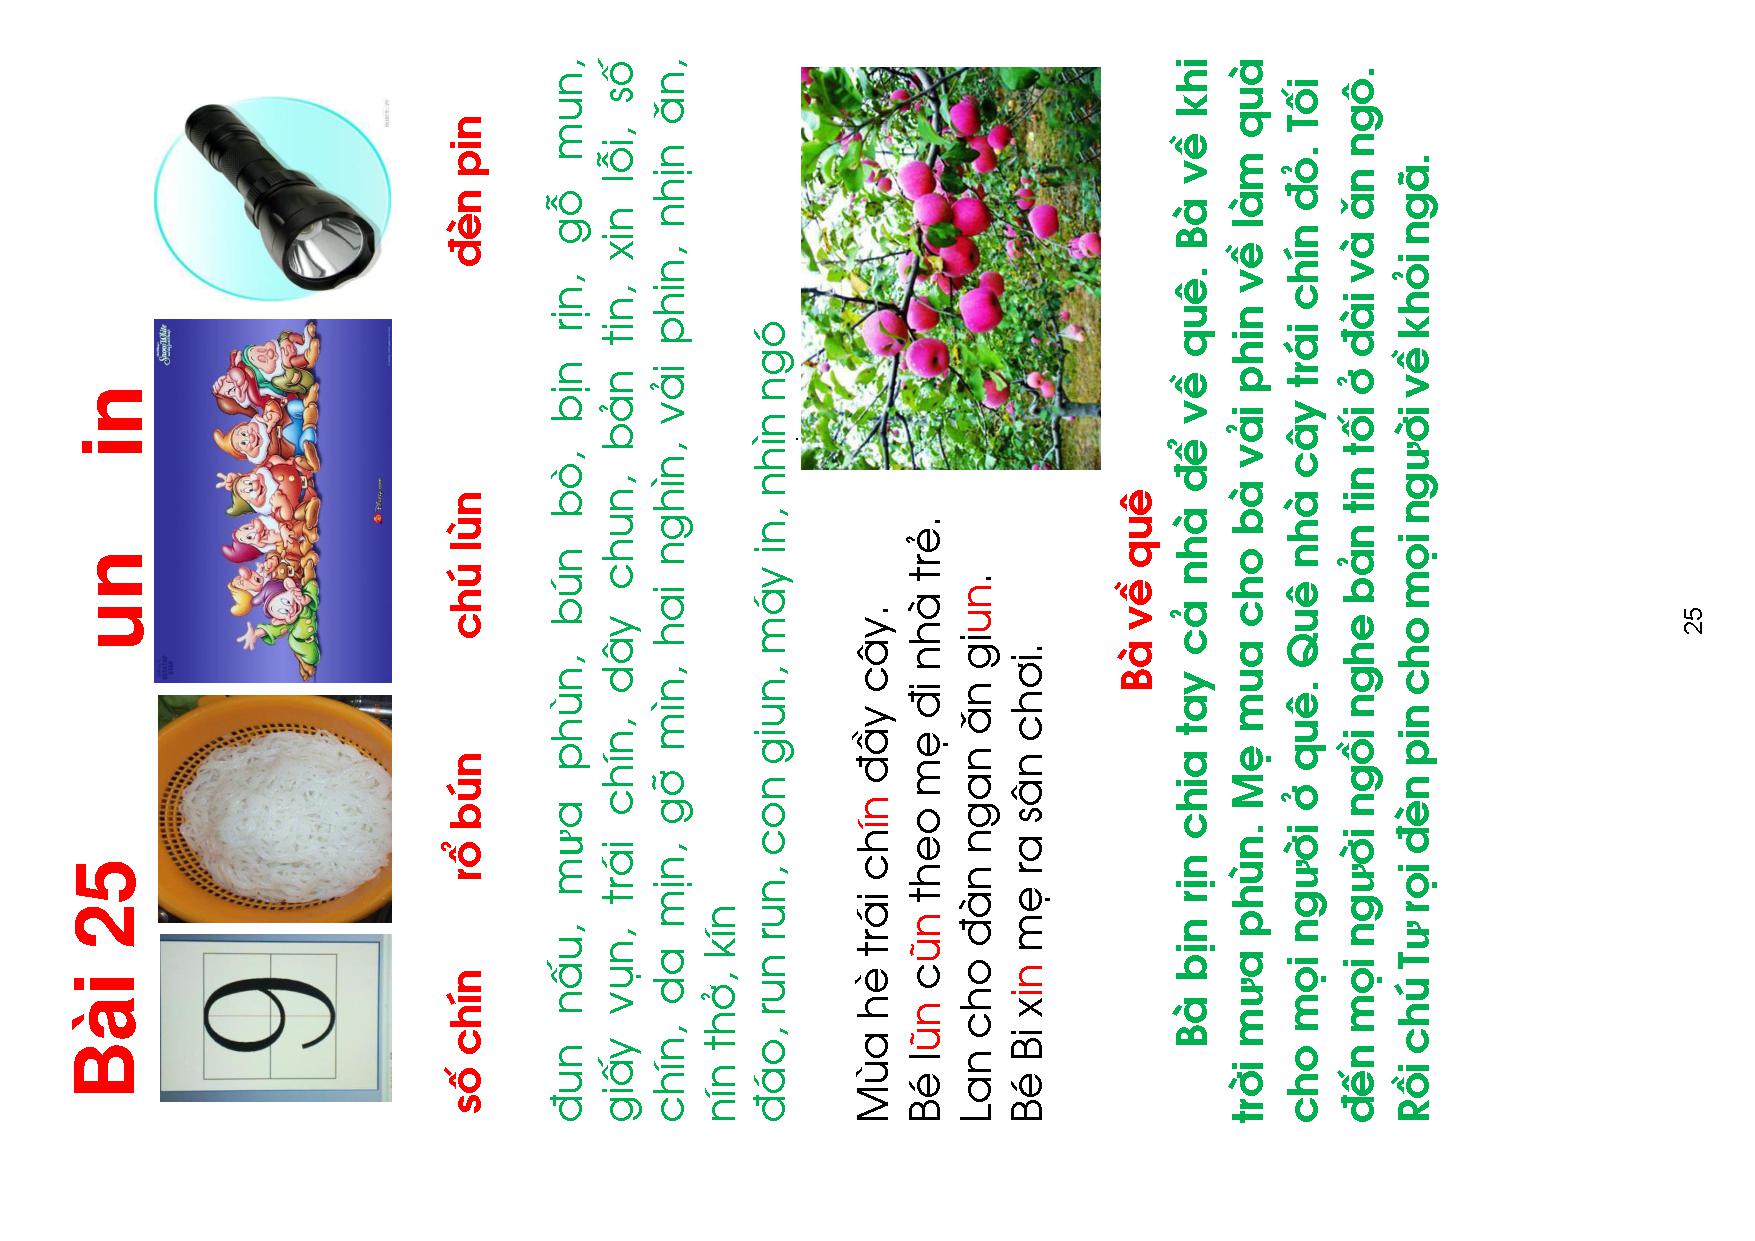 Bài 25 un in
9
Snow White
Disney.com
số chín rổ bún chú lùn đèn pin
đun nấu, mưa phùn, bún bò, bịn rịn, gỗ mun,
giấy vụn, trái chín, dây chun, bản tin, xin lỗi, số
chín, da mịn, gỡ mìn, hai nghìn, vải phin, nhịn ăn,
nín thở, kín
đáo, run run, con giun, máy in, nhìn ngó
Mùa hè trái chín đầy cây.
Bé lũn cũn theo mẹ đi nhà trẻ.
Lan cho đàn ngan ăn giun.
Bé Bi xin mẹ ra sân chơi.
Bà về quê
Bà bịn rịn chia tay cả nhà để về quê. Bà về khi
trời mưa phùn. Mẹ mua cho bà vải phin về làm quà
cho mọi người ở quê. Quê nhà cây trái chín đỏ. Tối
đến mọi người ngồi nghe bản tin tối ở đài và ăn ngô.
Rồi chú Tư rọi đèn pin cho mọi người về khỏi ngã.
25